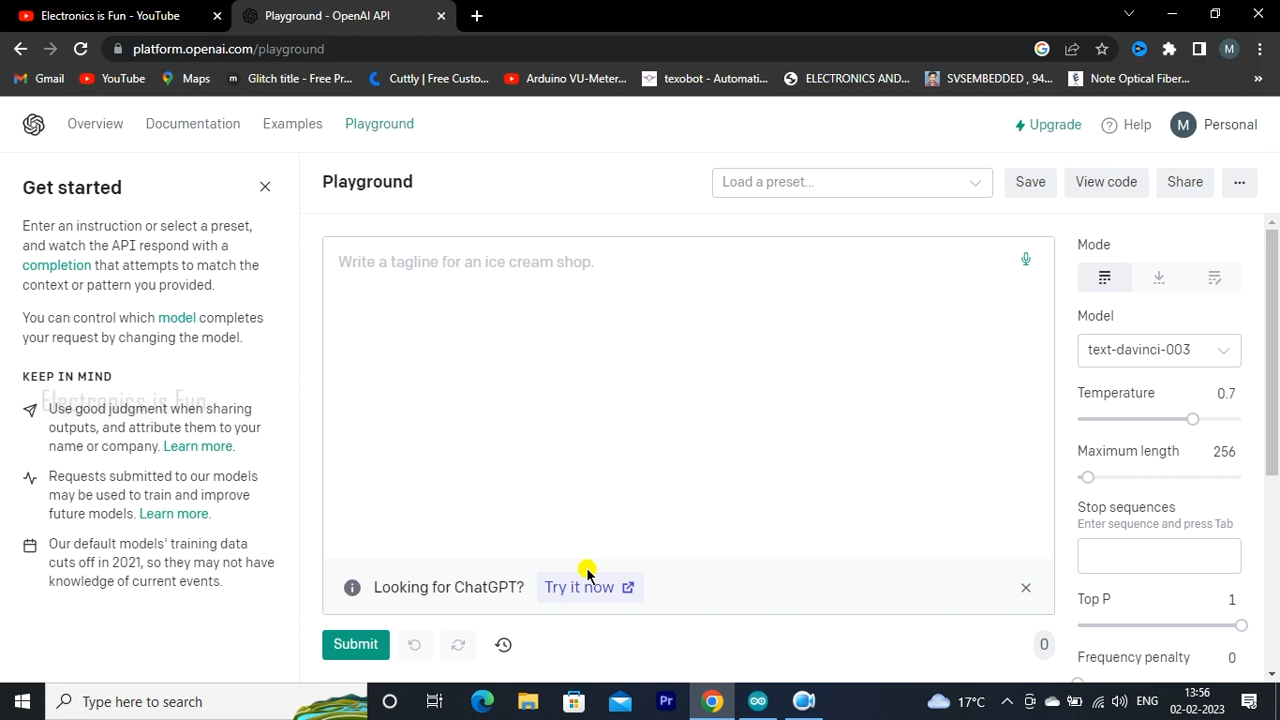 Electronics is Fun - YouTube
Playground - OpenAI API
platform.openai.com/playground
M
Gmail
YouTube
Maps
Glitch title - Free Pr...
Cuttly | Free Custo...
Arduino VU-Meter...
texobot - Automati...
ELECTRONICS AND...
SVSEMBEDDED , 94...
Note Optical Fiber...
»
Overview
Documentation
Examples
Playground
Upgrade
Help
M
Personal
Get started
Enter an instruction or select a preset,
and watch the API respond with a
completion that attempts to match the
context or pattern you provided.
You can control which model completes
your request by changing the model.
KEEP IN MIND
Electronics is Fun
Use good judgment when sharing
outputs, and attribute them to your
name or company. Learn more.
Requests submitted to our models
may be used to train and improve
future models. Learn more.
Our default models' training data
cuts off in 2021, so they may not have
knowledge of current events.
Playground
Load a preset...
Save
View code
Share
...
Write a tagline for an ice cream shop.
Looking for ChatGPT?
Try it now
Submit
0
Mode
Model
text-davinci-003
Temperature
0.7
Maximum length
256
Stop sequences
Enter sequence and press Tab
Top P
1
Frequency penalty
0
Type here to search
Pr
17°C
ENG
13:56
02-02-2023